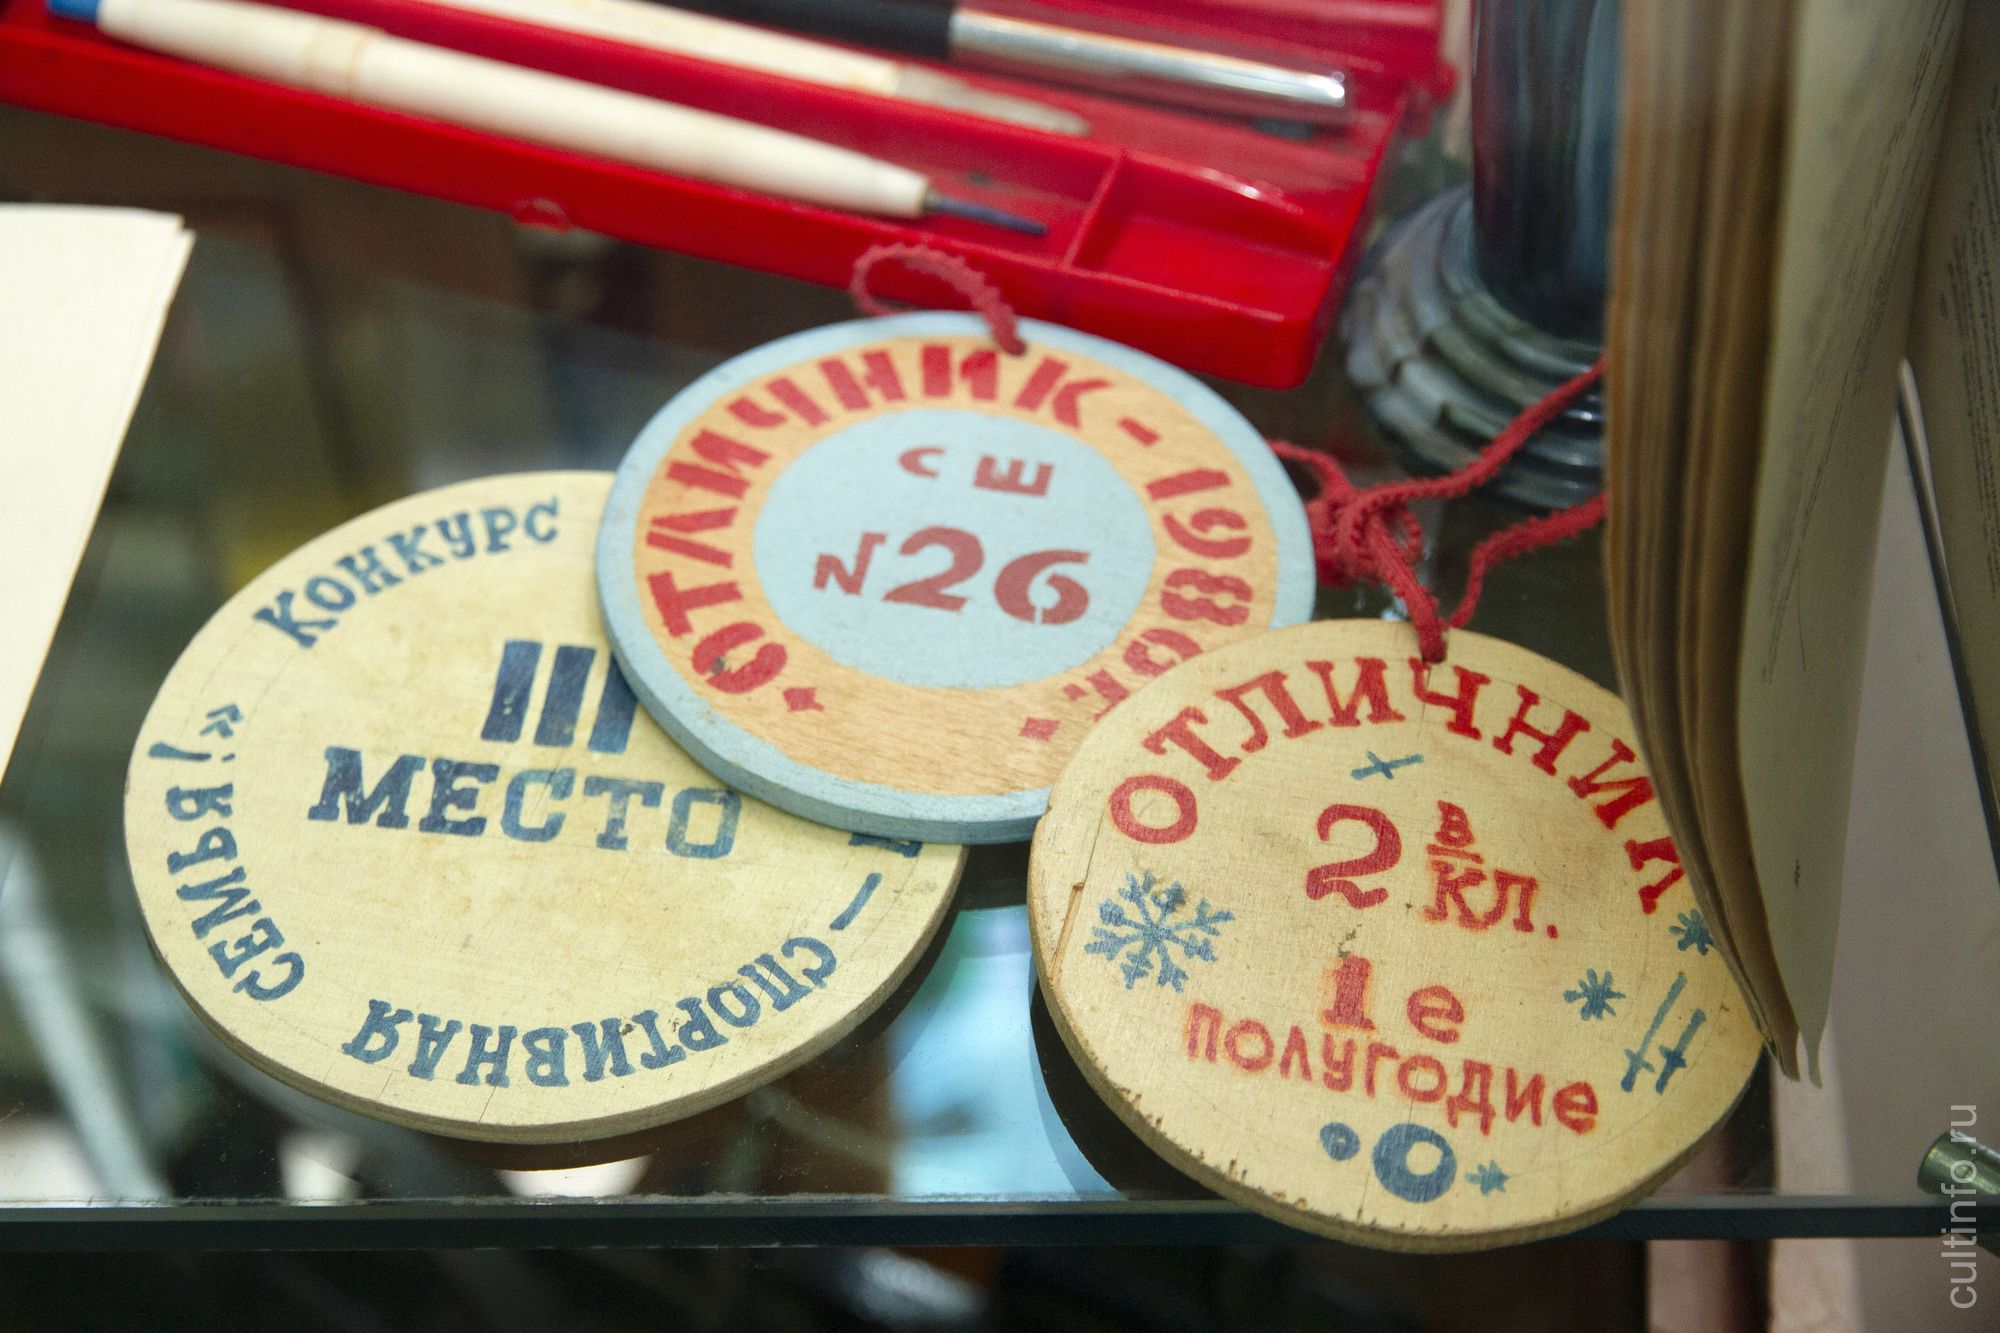 КОНКУРС
– СПОРТИВНАЯ СЕМЬЯ!»
III
МЕСТО
ОТЛИЧНИК-1980г.
СШ
№26
ОТЛИЧНИК
2 в/кл.
1е
ПОЛУГОДИЕ
cultinfo.ru